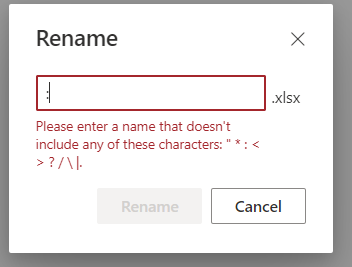 Rename
:
.xlsx
Please enter a name that doesn't
include any of these characters: " * : <
> ? / \ |.
Rename
Cancel